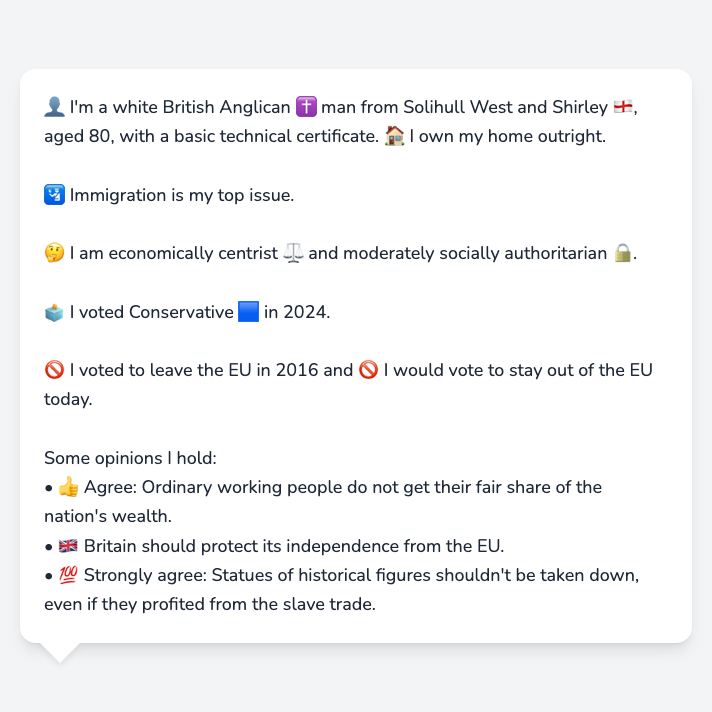 👤 I'm a white British Anglican ✝️ man from Solihull West and Shirley 🏴󠁧󠁢󠁥󠁮󠁧󠁿,
aged 80, with a basic technical certificate. 🏠 I own my home outright.
🛂 Immigration is my top issue.
🤔 I am economically centrist ⚖️ and moderately socially authoritarian 🔒.
🗳️ I voted Conservative 🟦 in 2024.
🚫 I voted to leave the EU in 2016 and 🚫 I would vote to stay out of the EU
today.
Some opinions I hold:
• 👍 Agree: Ordinary working people do not get their fair share of the
nation's wealth.
• 🇬🇧 Britain should protect its independence from the EU.
• 💯 Strongly agree: Statues of historical figures shouldn't be taken down,
even if they profited from the slave trade.